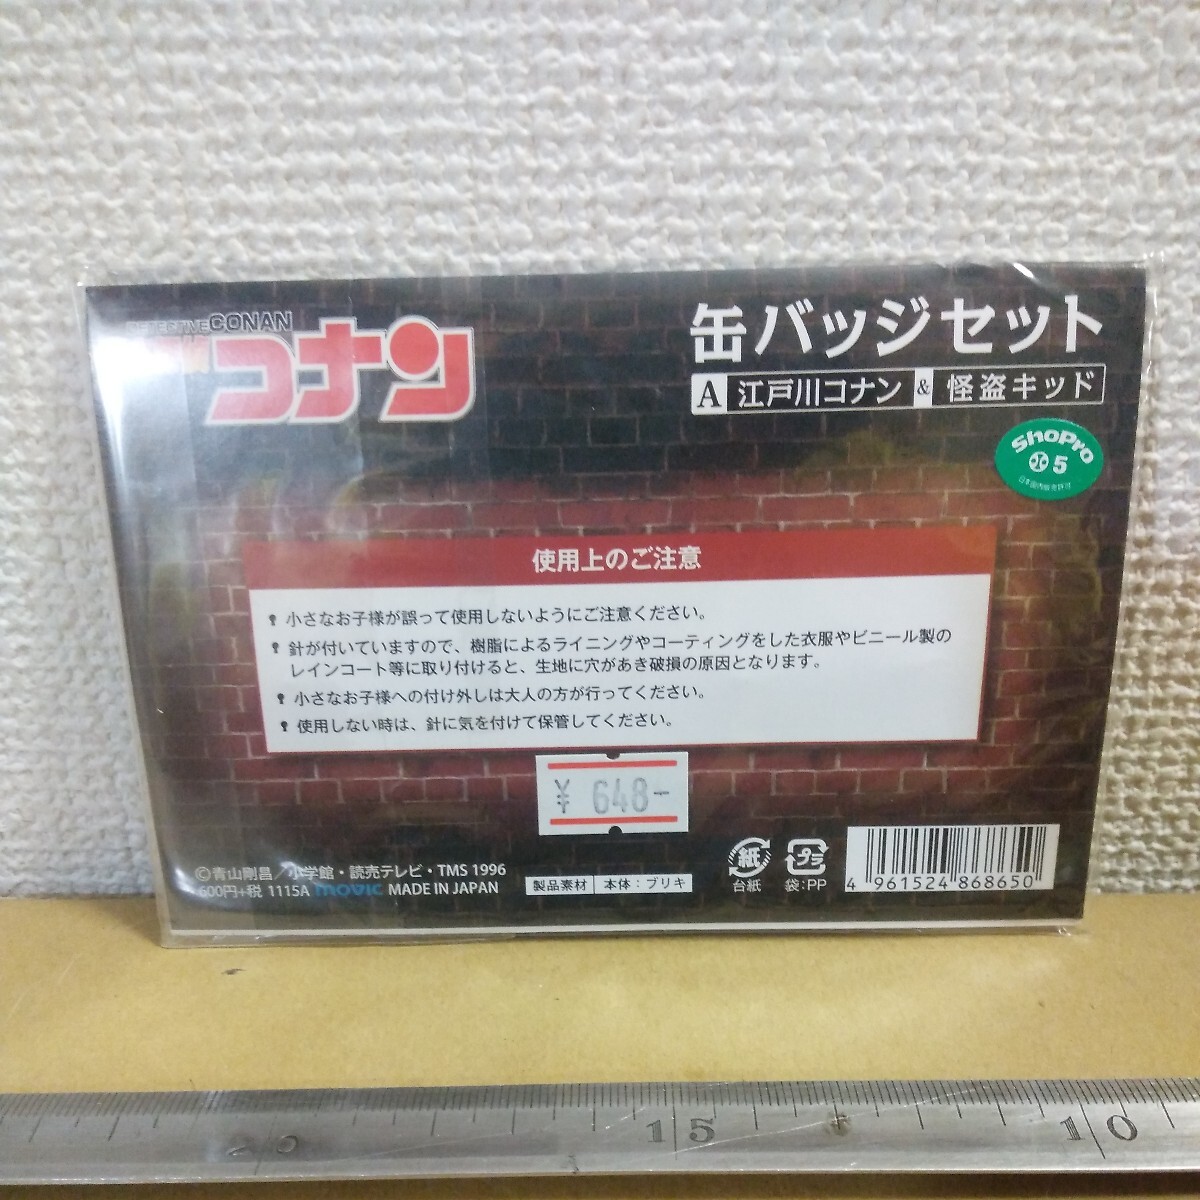 DETECTIVE CONAN
コナン
缶バッジセット
A 江戸川コナン & 怪盗キッド
ShoPro
5
日本国内販売許可
使用上のご注意
小さなお子様が誤って使用しないようにご注意ください。
針が付いていますので、樹脂によるライニングやコーティングをした衣服やビニール製の
レインコート等に取り付けると、生地に穴があき破損の原因となります。
小さなお子様への付け外しは大人の方が行ってください。
使用しない時は、針に気を付けて保管してください。
¥ 648-
©青山剛昌/小学館・読売テレビ・TMS 1996
600円+税 1115A movic MADE IN JAPAN
製品素材 本体:ブリキ
紙
台紙
プラ
袋:PP
4 961524 868650
20 15 10